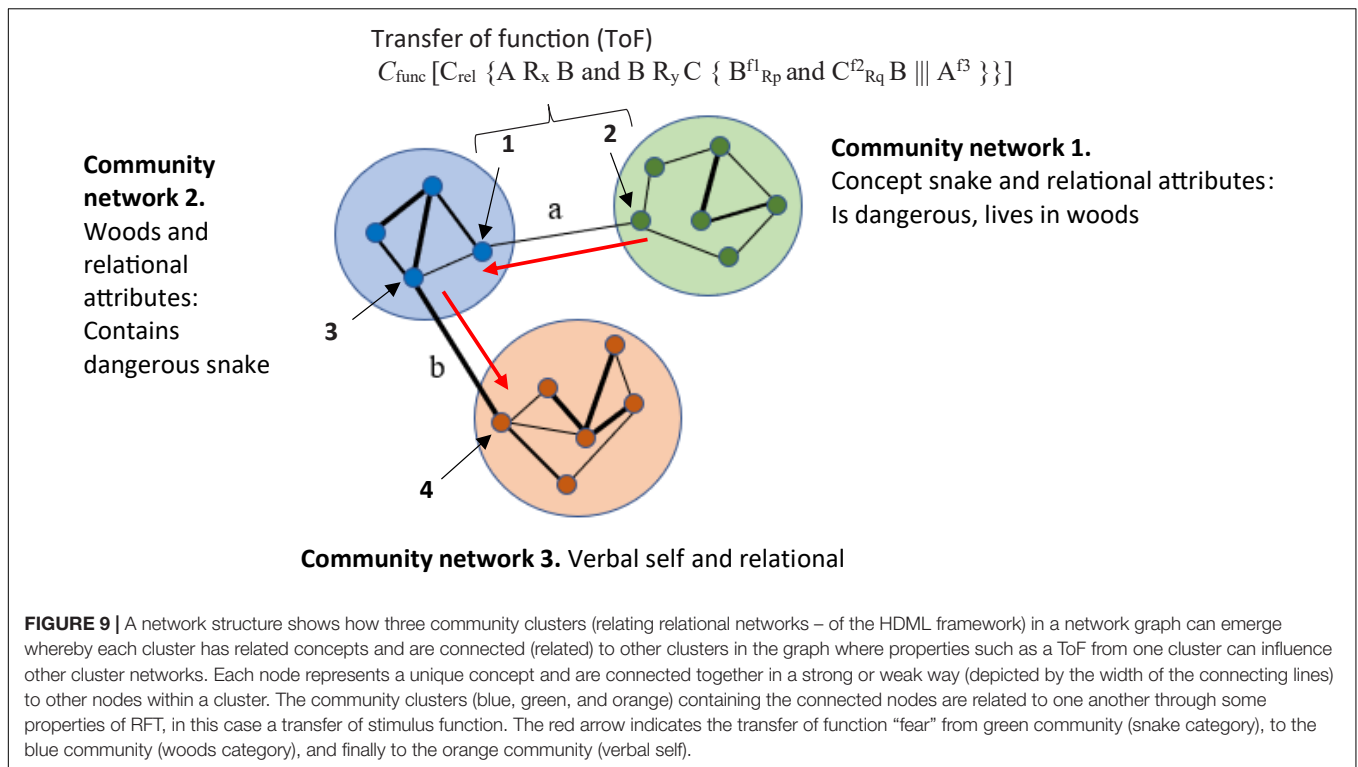 Transfer of function (ToF)
C func [C rel {A R x B and B R y C { B f1 Rp and C f2 Rq B ||| A f3 }}]
1
2
Community
network 2.
Woods and
relational
attributes:
Contains
dangerous snake
Community network 1.
Concept snake and relational attributes:
Is dangerous, lives in woods
a
3
b
4
Community network 3. Verbal self and relational
FIGURE 9 | A network structure shows how three community clusters (relating relational networks – of the HDML framework) in a network graph can emerge
whereby each cluster has related concepts and are connected (related) to other clusters in the graph where properties such as a ToF from one cluster can influence
other cluster networks. Each node represents a unique concept and are connected together in a strong or weak way (depicted by the width of the connecting lines)
to other nodes within a cluster. The community clusters (blue, green, and orange) containing the connected nodes are related to one another through some
properties of RFT, in this case a transfer of stimulus function. The red arrow indicates the transfer of function “fear” from green community (snake category), to the
blue community (woods category), and finally to the orange community (verbal self).